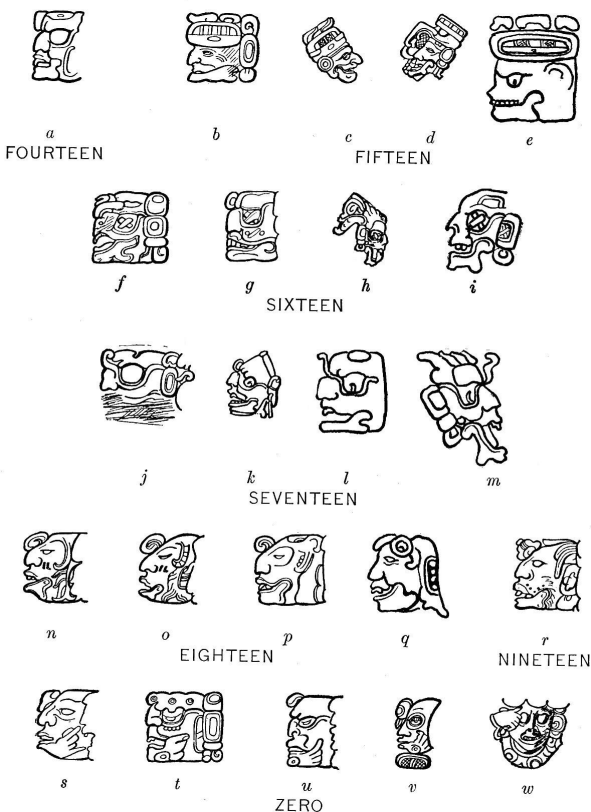 a b c d e
FOURTEEN FIFTEEN
f g h i
SIXTEEN
j k l m
SEVENTEEN
n o p q r
EIGHTEEN NINETEEN
s t u v w
ZERO